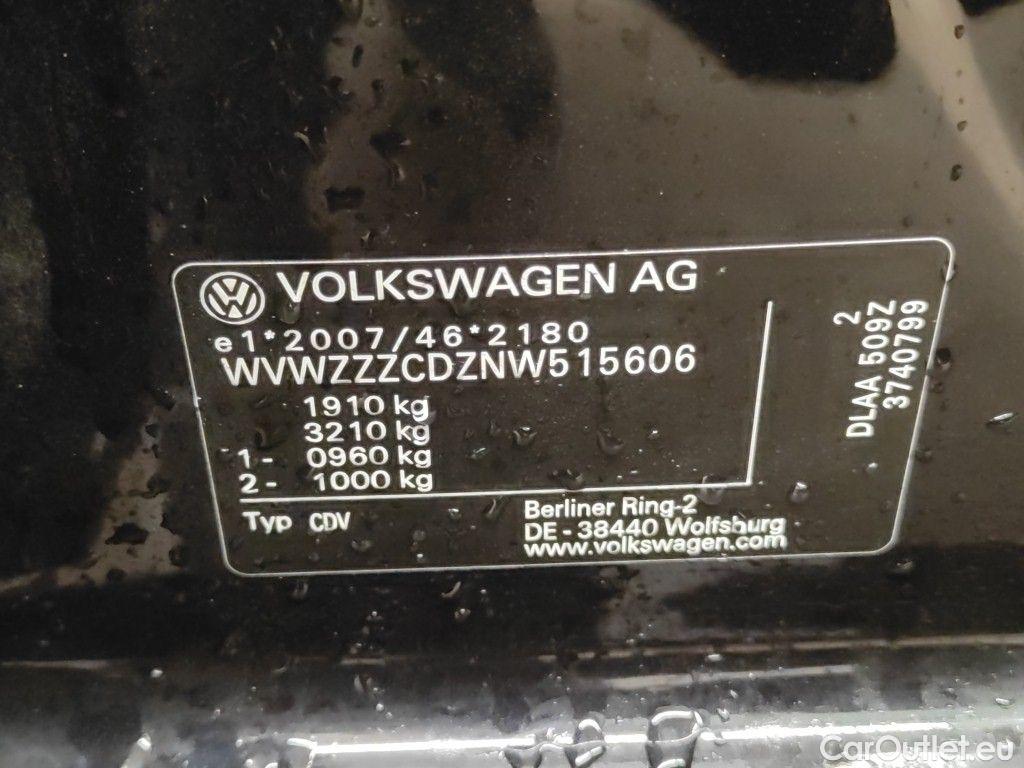 VOLKSWAGEN AG
e1*2007/46*2180
WVWZZZCDZNW515606
1910 kg
3210 kg
1- 0960 kg
2- 1000 kg
Typ CDV
Berliner Ring-2
DE - 38440 Wolfsburg
www.volkswagen.com
2
DLAA 509Z
3740799
CarOutlet.eu